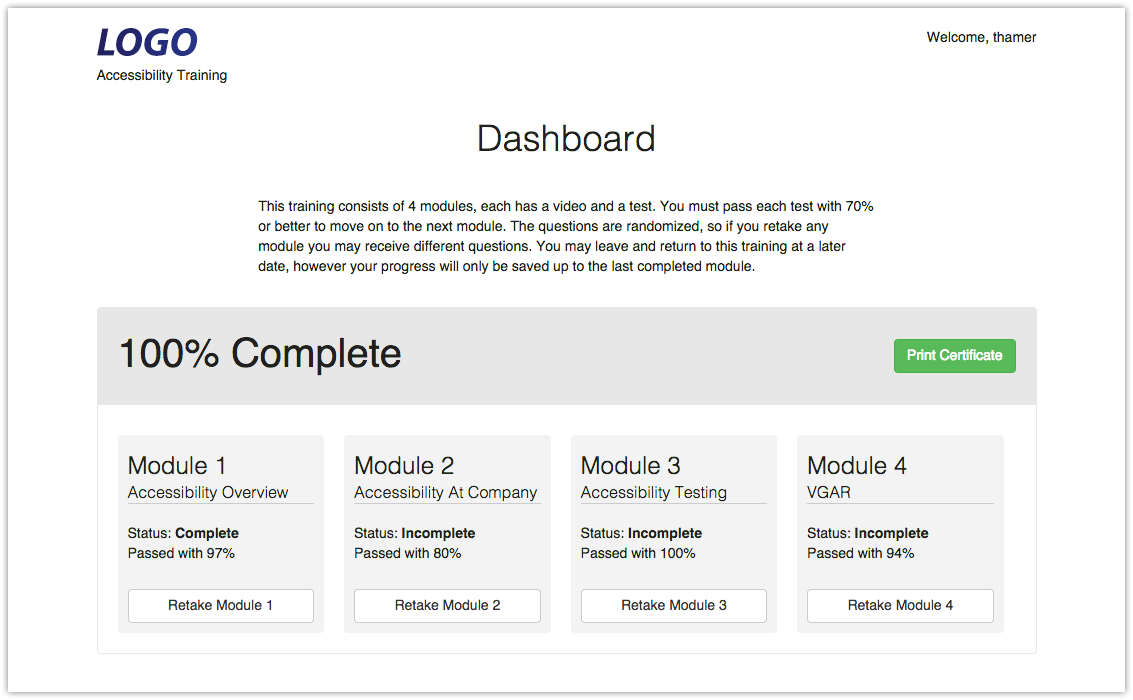 LOGO
Accessibility Training
Welcome, thamer
Dashboard
This training consists of 4 modules, each has a video and a test. You must pass each test with 70%
or better to move on to the next module. The questions are randomized, so if you retake any
module you may receive different questions. You may leave and return to this training at a later
date, however your progress will only be saved up to the last completed module.
100% Complete
Print Certificate
Module 1
Accessibility Overview
Status: Complete
Passed with 97%
Retake Module 1
Module 2
Accessibility At Company
Status: Incomplete
Passed with 80%
Retake Module 2
Module 3
Accessibility Testing
Status: Incomplete
Passed with 100%
Retake Module 3
Module 4
VGAR
Status: Incomplete
Passed with 94%
Retake Module 4